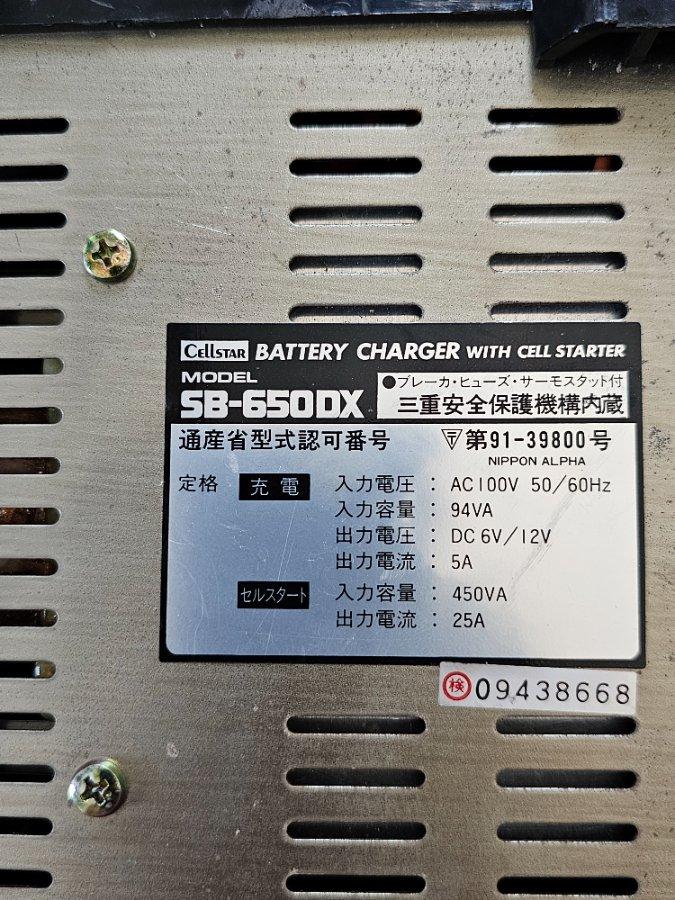 CELLSTAR BATTERY CHARGER WITH CELL STARTER
MODEL
SB-650DX
●ブレーカ・ヒューズ・サーモスタット付
三重安全保護機構内蔵
通産省型式認可番号 〒第91-39800号
NIPPON ALPHA
定格 充電 入力電圧 : AC100V 50/60Hz
入力容量 : 94VA
出力電圧 : DC 6V/12V
出力電流 : 5A
セルスタート 入力容量 : 450VA
出力電流 : 25A
検 09438668